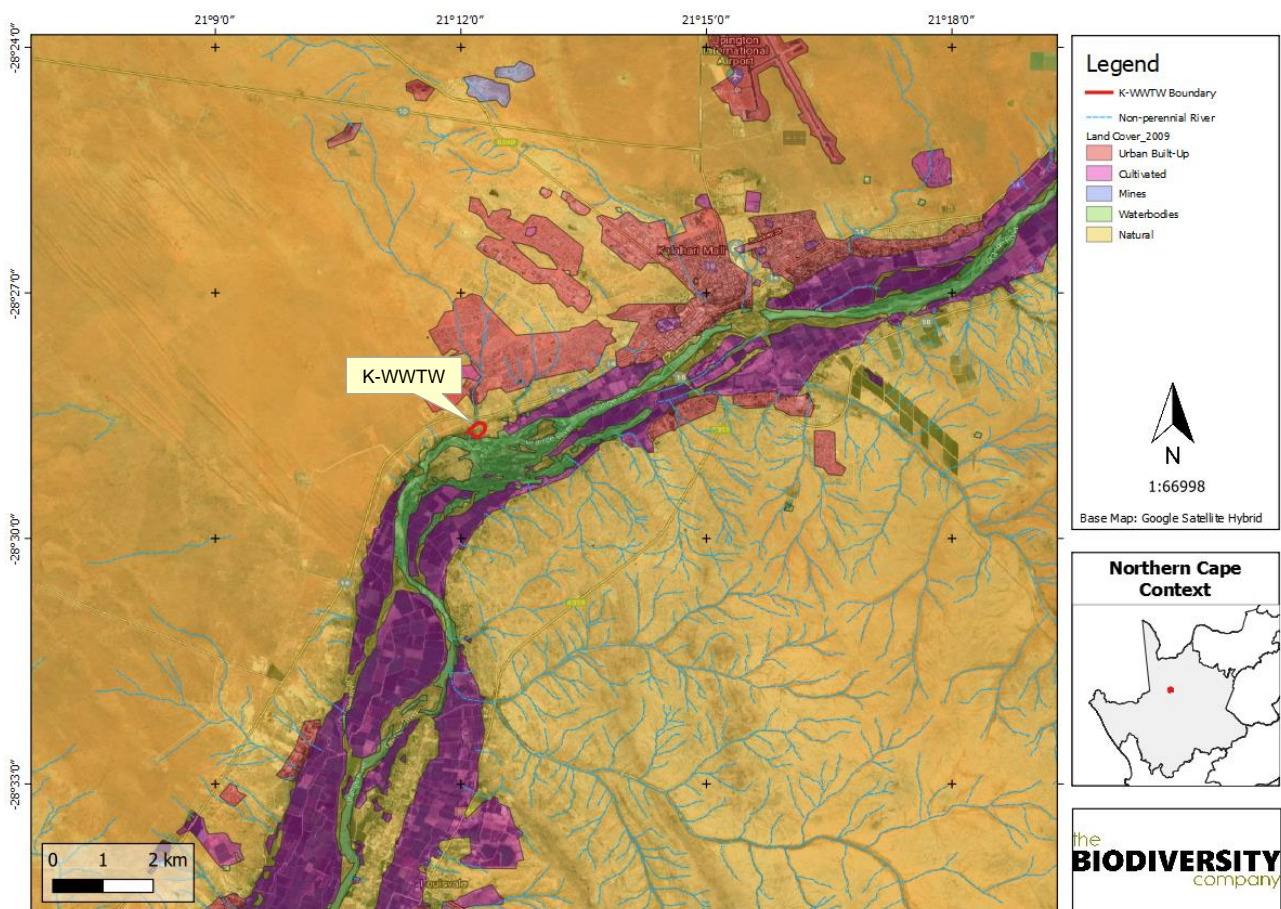 21°9'0"
21°12'0"
21°15'0"
21°18'0"
-28°24'0"
-28°27'0"
-28°30'0"
-28°33'0"
Upington
International
Airport
10
Kalahari Mall
K-WWTW
Louisvale
0 1 2 km
Legend
K-WWTW Boundary
Non-perennial River
Land Cover_2009
Urban Built-Up
Cultivated
Mines
Waterbodies
Natural
N
1:66998
Base Map: Google Satellite Hybrid
Northern Cape
Context
the
BIODIVERSITY
company